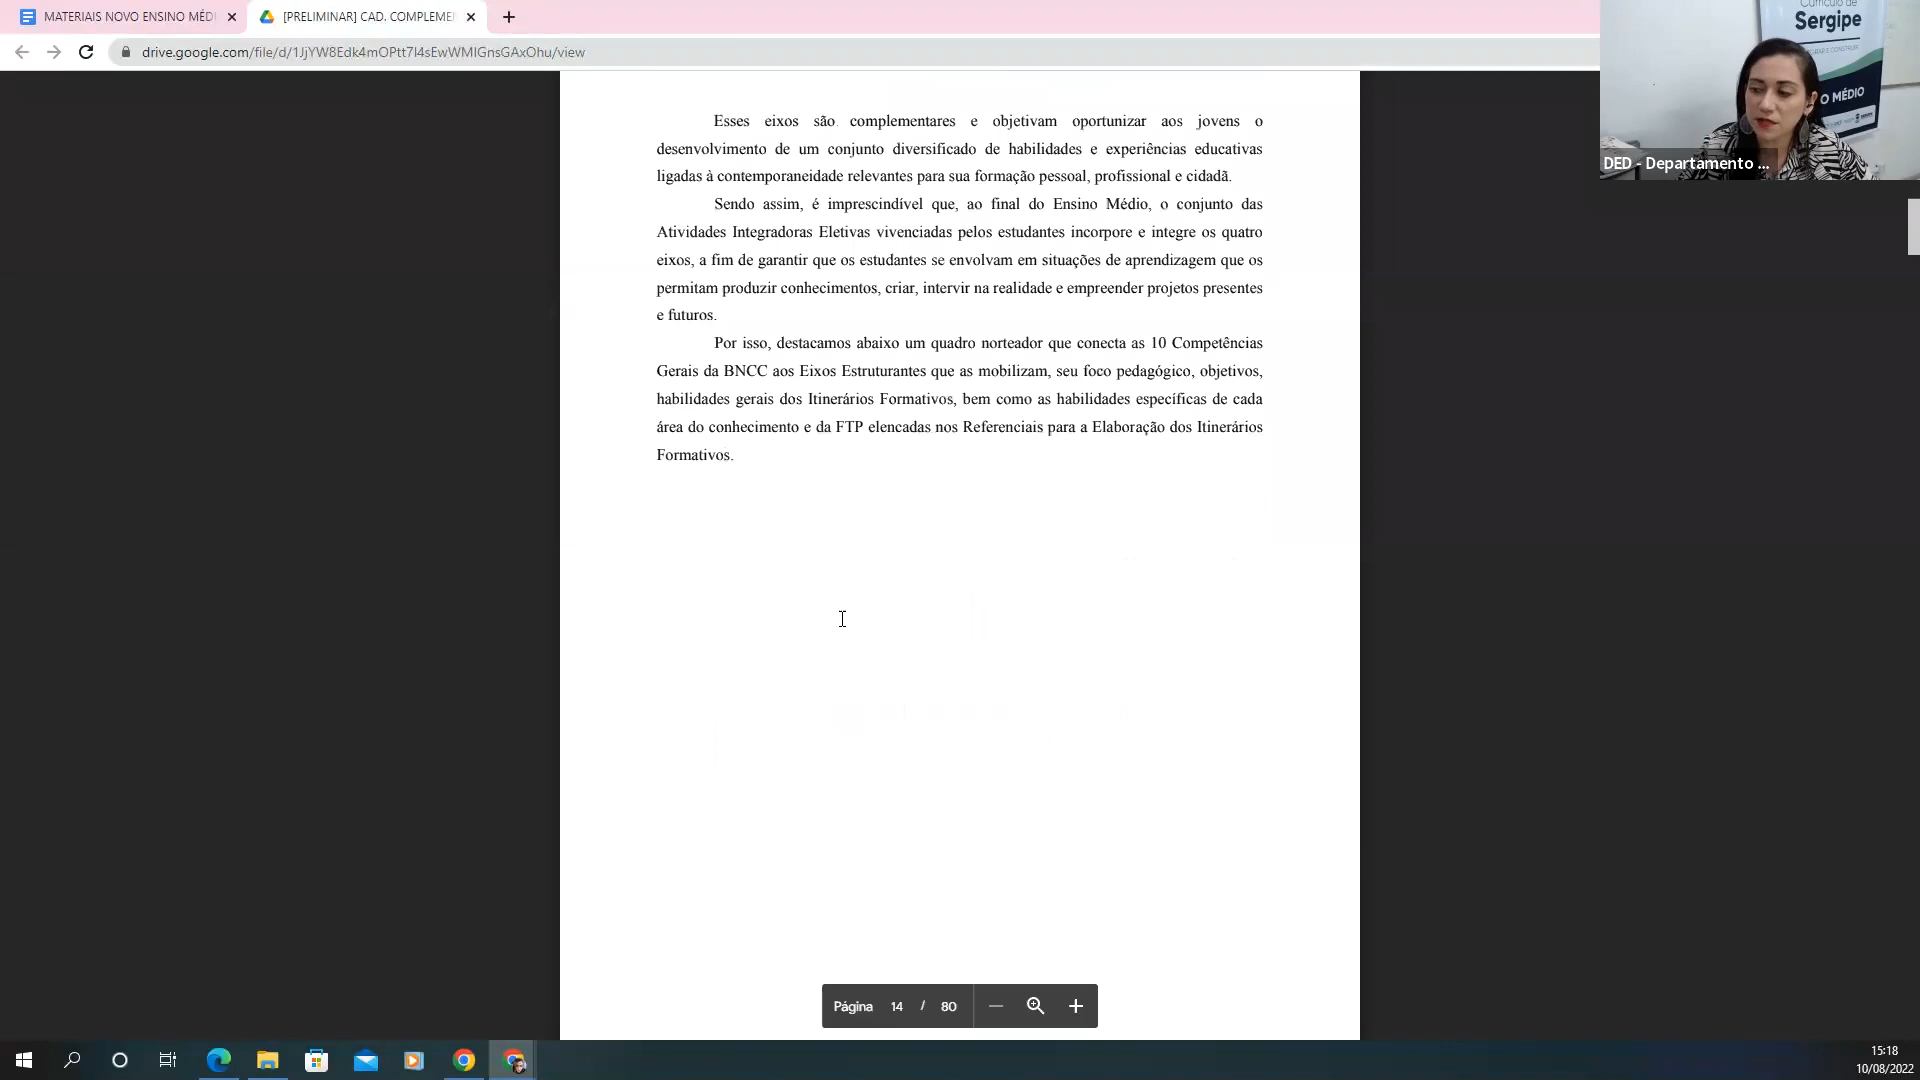 MATERIAIS NOVO ENSINO MÉD
[PRELIMINAR] CAD. COMPLEMEN
drive.google.com/file/d/1JjYW8Edk4mOPtt7l4sEwWMIGnsGAxOhu/view
Currículo de
Sergipe
O MÉDIO
DED - Departamento ...
Esses eixos são complementares e objetivam oportunizar aos jovens o
desenvolvimento de um conjunto diversificado de habilidades e experiências educativas
ligadas à contemporaneidade relevantes para sua formação pessoal, profissional e cidadã.
Sendo assim, é imprescindível que, ao final do Ensino Médio, o conjunto das
Atividades Integradoras Eletivas vivenciadas pelos estudantes incorpore e integre os quatro
eixos, a fim de garantir que os estudantes se envolvam em situações de aprendizagem que os
permitam produzir conhecimentos, criar, intervir na realidade e empreender projetos presentes
e futuros.
Por isso, destacamos abaixo um quadro norteador que conecta as 10 Competências
Gerais da BNCC aos Eixos Estruturantes que as mobilizam, seu foco pedagógico, objetivos,
habilidades gerais dos Itinerários Formativos, bem como as habilidades específicas de cada
área do conhecimento e da FTP elencadas nos Referenciais para a Elaboração dos Itinerários
Formativos.
Página 14 / 80
15:18
10/08/2022